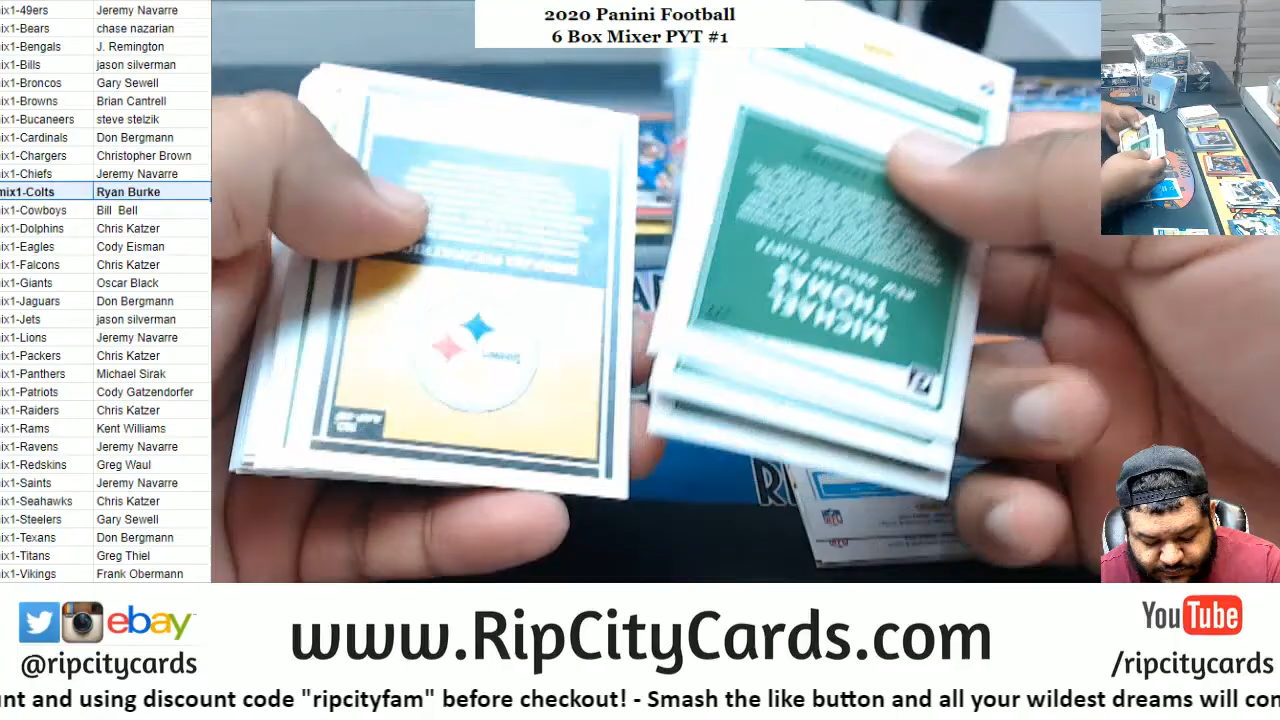 2020 Panini Football
6 Box Mixer PYT #1
ix1-49ers Jeremy Navarre
ix1-Bears chase nazarian
ix1-Bengals J. Remington
ix1-Bills jason silverman
ix1-Broncos Gary Sewell
ix1-Browns Brian Cantrell
ix1-Bucaneers steve stelzik
ix1-Cardinals Don Bergmann
ix1-Chargers Christopher Brown
ix1-Chiefs Jeremy Navarre
mix1-Colts Ryan Burke
ix1-Cowboys Bill Bell
ix1-Dolphins Chris Katzer
ix1-Eagles Cody Eisman
ix1-Falcons Chris Katzer
ix1-Giants Oscar Black
ix1-Jaguars Don Bergmann
ix1-Jets jason silverman
ix1-Lions Jeremy Navarre
ix1-Packers Chris Katzer
ix1-Panthers Michael Sirak
ix1-Patriots Cody Gatzendorfer
ix1-Raiders Chris Katzer
ix1-Rams Kent Williams
ix1-Ravens Jeremy Navarre
ix1-Redskins Greg Waul
ix1-Saints Jeremy Navarre
ix1-Seahawks Chris Katzer
ix1-Steelers Gary Sewell
ix1-Texans Don Bergmann
ix1-Titans Greg Thiel
ix1-Vikings Frank Obermann
MICHAEL
THOMAS
NEW ORLEANS SAINTS
NFL
ebay
@ripcitycards
www.RipCityCards.com
YouTube
/ripcitycards
unt and using discount code "ripcityfam" before checkout! - Smash the like button and all your wildest dreams will con